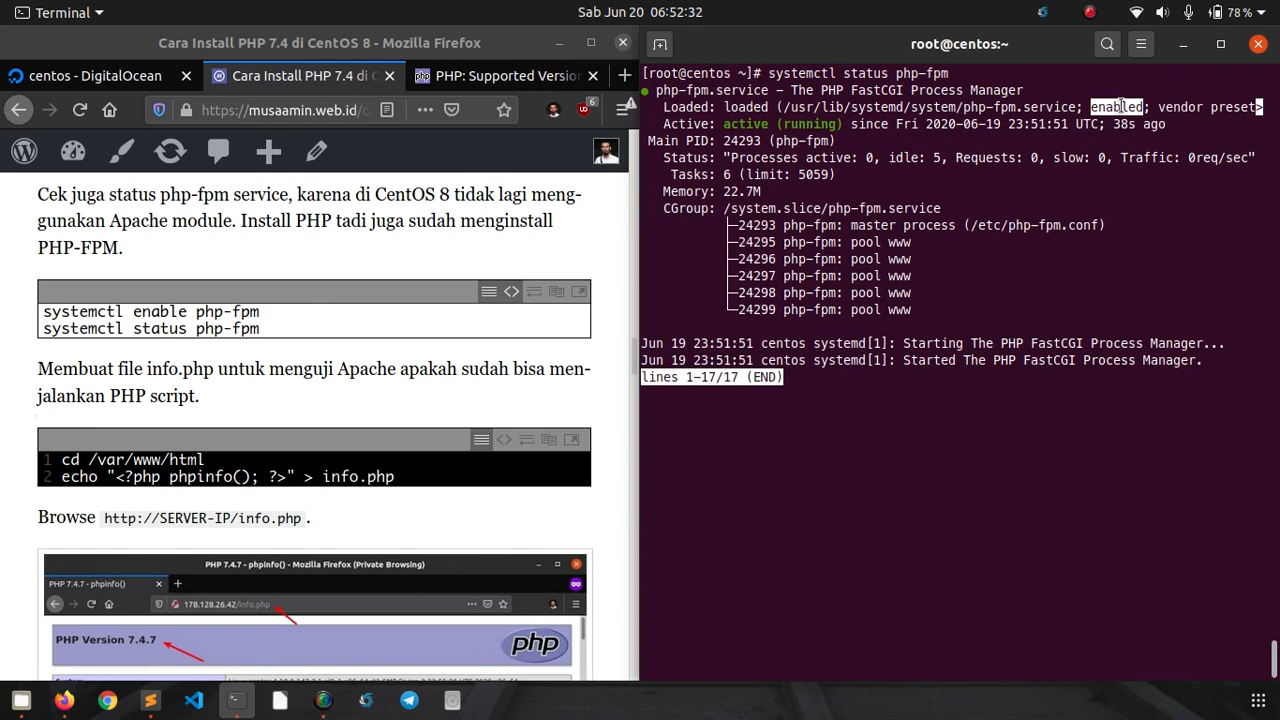 Terminal
Sab Jun 20 06:52:32
78 %
Cara Install PHP 7.4 di CentOS 8 - Mozilla Firefox
centos - DigitalOcean
Cara Install PHP 7.4 di C
PHP: Supported Version
https://musaamin.web.id/
6
Cek juga status php-fpm service, karena di CentOS 8 tidak lagi meng-
gunakan Apache module. Install PHP tadi juga sudah menginstall
PHP-FPM.
systemctl enable php-fpm
systemctl status php-fpm
Membuat file info.php untuk menguji Apache apakah sudah bisa men-
jalankan PHP script.
1 cd /var/www/html
2 echo "<?php phpinfo(); ?>" > info.php
Browse http://SERVER-IP/info.php .
PHP 7.4.7 - phpinfo() - Mozilla Firefox (Private Browsing)
PHP 7.4.7 - phpinfo()
178.128.26.42/info.php
PHP Version 7.4.7
php
root@centos:~
[root@centos ~]# systemctl status php-fpm
● php-fpm.service - The PHP FastCGI Process Manager
Loaded: loaded (/usr/lib/systemd/system/php-fpm.service; enabled; vendor preset>
Active: active (running) since Fri 2020-06-19 23:51:51 UTC; 38s ago
Main PID: 24293 (php-fpm)
Status: "Processes active: 0, idle: 5, Requests: 0, slow: 0, Traffic: 0req/sec"
Tasks: 6 (limit: 5059)
Memory: 22.7M
CGroup: /system.slice/php-fpm.service
├─24293 php-fpm: master process (/etc/php-fpm.conf)
├─24295 php-fpm: pool www
├─24296 php-fpm: pool www
├─24297 php-fpm: pool www
├─24298 php-fpm: pool www
└─24299 php-fpm: pool www
Jun 19 23:51:51 centos systemd[1]: Starting The PHP FastCGI Process Manager...
Jun 19 23:51:51 centos systemd[1]: Started The PHP FastCGI Process Manager.
lines 1-17/17 (END)